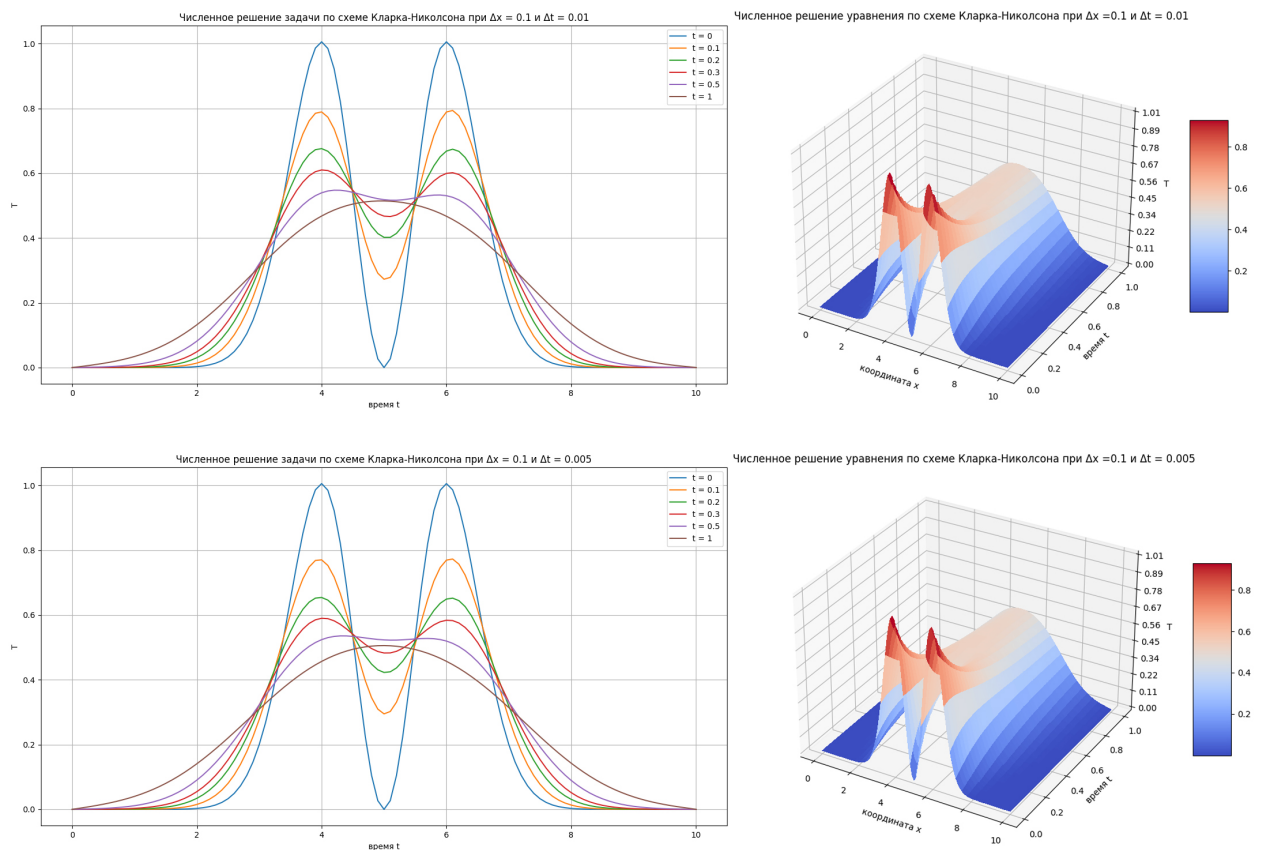 Численное решение задачи по схеме Кларка-Николсона при Δx = 0.1 и Δt = 0.01
1.0
0.8
0.6
0.4
0.2
0.0
T
0
2
4
6
8
10
время t
t = 0
t = 0.1
t = 0.2
t = 0.3
t = 0.5
t = 1
Численное решение уравнения по схеме Кларка-Николсона при Δx =0.1 и Δt = 0.01
1.01
0.89
0.78
0.67
0.56
0.45
0.34
0.22
0.11
0.00
T
0
2
4
6
8
10
координата x
0.0
0.2
0.4
0.6
0.8
1.0
время t
0.8
0.6
0.4
0.2
Численное решение задачи по схеме Кларка-Николсона при Δx = 0.1 и Δt = 0.005
1.0
0.8
0.6
0.4
0.2
0.0
T
0
2
4
6
8
10
время t
t = 0
t = 0.1
t = 0.2
t = 0.3
t = 0.5
t = 1
Численное решение уравнения по схеме Кларка-Николсона при Δx =0.1 и Δt = 0.005
1.01
0.89
0.78
0.67
0.56
0.45
0.34
0.22
0.11
0.00
T
0
2
4
6
8
10
координата x
0.0
0.2
0.4
0.6
0.8
1.0
время t
0.8
0.6
0.4
0.2